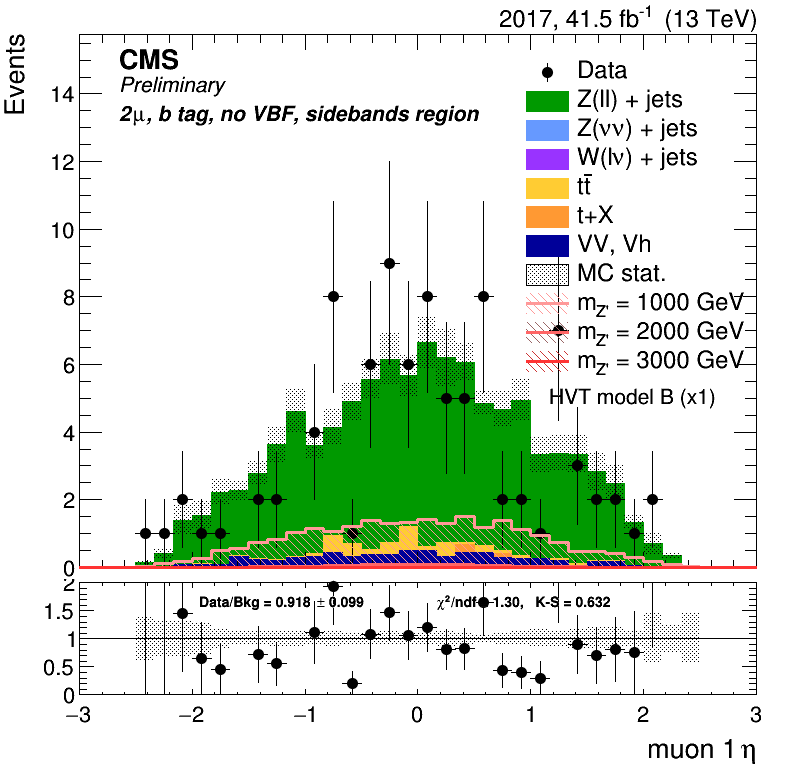 2017, 41.5 fb⁻¹ (13 TeV)
Events
CMS
Preliminary
2μ, b tag, no VBF, sidebands region
Data
Z(ll) + jets
Z(νν) + jets
W(lν) + jets
tt̄
t+X
VV, Vh
MC stat.
m_Z' = 1000 GeV
m_Z' = 2000 GeV
m_Z' = 3000 GeV
HVT model B (x1)
14
12
10
8
6
4
2
0
Data/Bkg = 0.918 ± 0.099
χ²/ndf = 1.30, K-S = 0.632
2
1.5
1
0.5
0
−3 −2 −1 0 1 2 3
muon 1 η